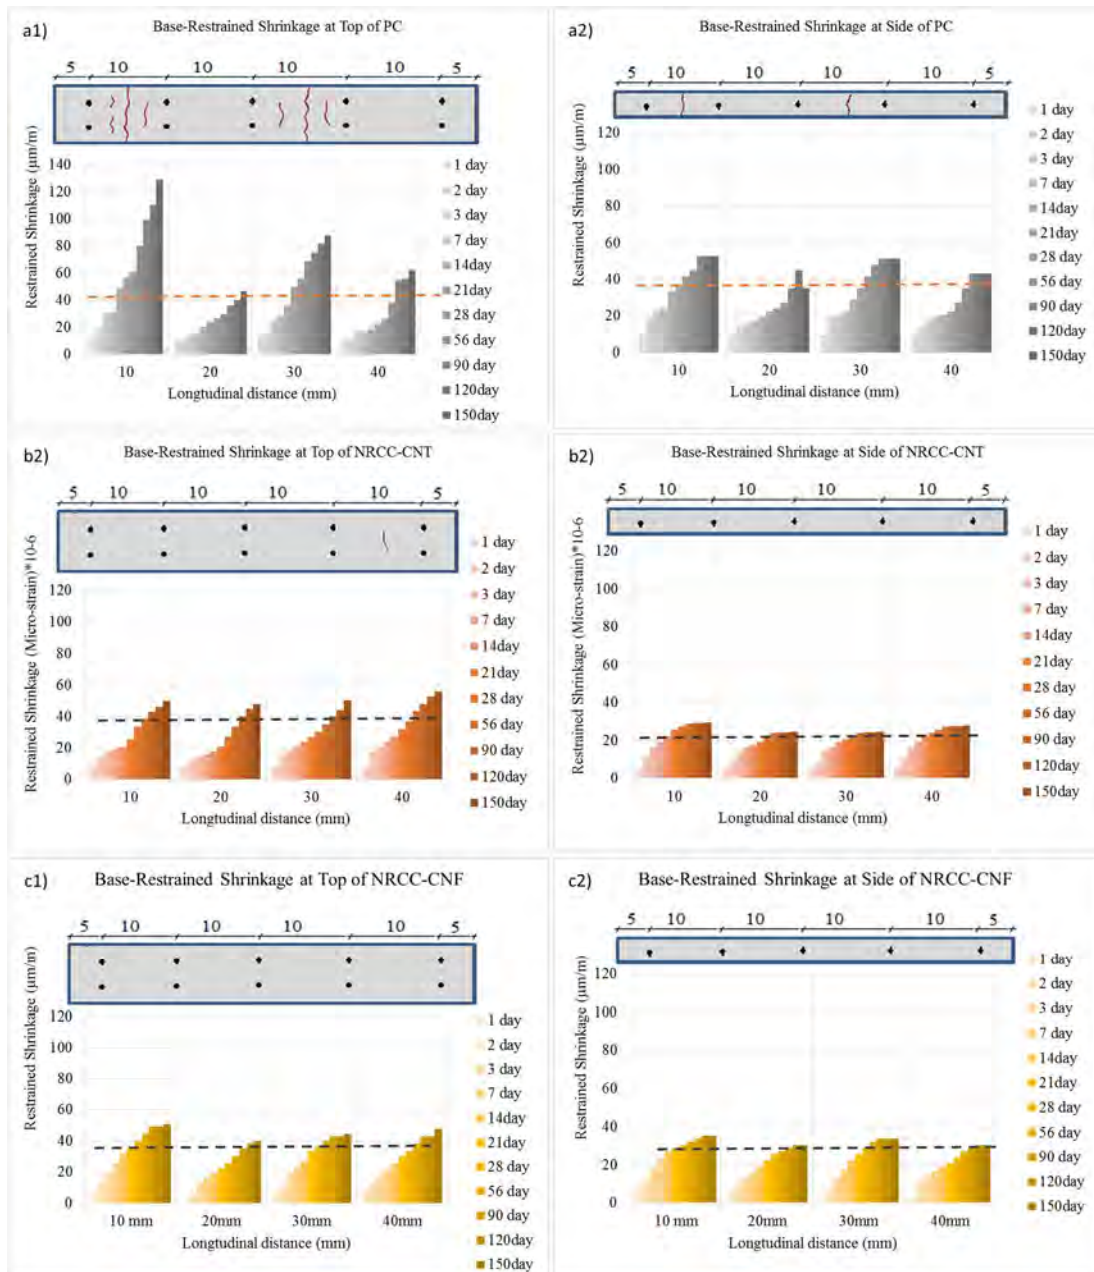 a1)
Base-Restrained Shrinkage at Top of PC
5 10 10 10 10 5
Restrained Shrinkage (µm/m)
140
120
100
80
60
40
20
0
10 20 30 40
Longtudinal distance (mm)
1 day
2 day
3 day
7 day
14day
21day
28 day
56 day
90 day
120day
150day
a2)
Base-Restrained Shrinkage at Side of PC
5 10 10 10 10 5
Restrained Shrinkage (µm/m)
120
100
80
60
40
20
0
10 20 30 40
Longtudinal distance (mm)
1 day
2 day
3 day
7 day
14day
21day
28 day
56 day
90 day
120day
150day
b2)
Base-Restrained Shrinkage at Top of NRCC-CNT
5 10 10 10 10 5
Restrained Shrinkage (Micro-strain)*10-6
120
100
80
60
40
20
0
10 20 30 40
Longtudinal distance (mm)
1 day
2 day
3 day
7 day
14day
21day
28 day
56 day
90 day
120day
150day
b2)
Base-Restrained Shrinkage at Side of NRCC-CNT
5 10 10 10 10 5
Restrained Shrinkage (Micro-strain)*10-6
120
100
80
60
40
20
0
10 20 30 40
Longtudinal distance (mm)
1 day
2 day
3 day
7 day
14day
21day
28 day
56 day
90 day
120day
150day
c1)
Base-Restrained Shrinkage at Top of NRCC-CNF
5 10 10 10 10 5
Restrained Shrinkage (µm/m)
120
100
80
60
40
20
0
10 mm 20mm 30mm 40mm
Longtudinal distance (mm)
1 day
2 day
3 day
7 day
14day
21day
28 day
56 day
90 day
120day
150day
c2)
Base-Restrained Shrinkage at Side of NRCC-CNF
5 10 10 10 10 5
Restrained Shrinkage (µm/m)
120
100
80
60
40
20
0
10 mm 20mm 30mm 40mm
Longtudinal distance (mm)
1 day
2 day
3 day
7 day
14day
21day
28 day
56 day
90 day
120day
150day